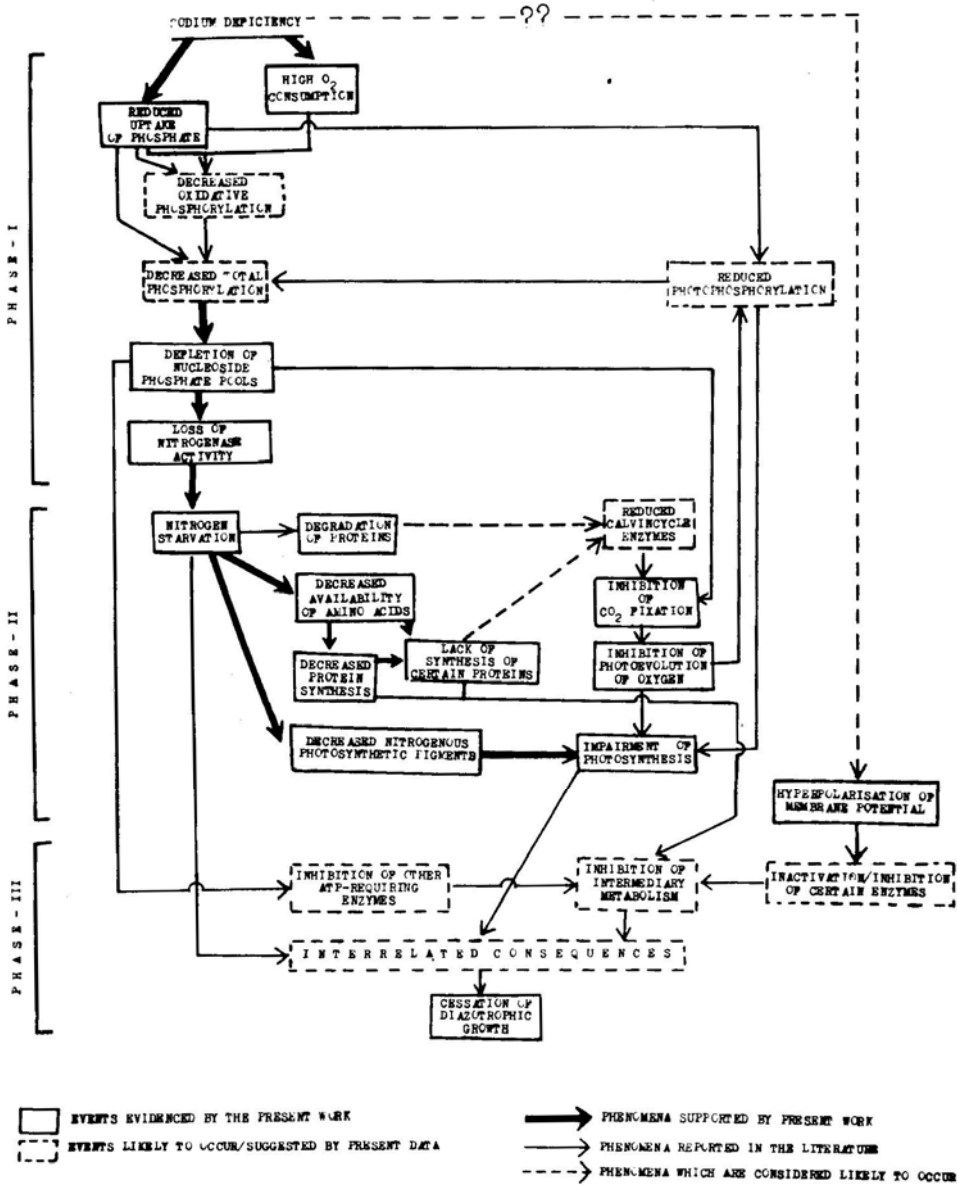 ??
SODIUM DEFICIENCY
HIGH O2
CONSUMPTION
REDUCED
UPTAKE
OF PHOSPHATE
DECREASED
OXIDATIVE
PHOSPHORYLATION
PHASE-I
DECREASED TOTAL
PHOSPHORYLATION
REDUCED
PHOTOPHOSPHORYLATION
DEPLETION OF
NUCLEOSIDE
PHOSPHATE POOLS
LOSS OF
NITROGENASE
ACTIVITY
PHASE-II
NITROGEN
STARVATION
DEGRADATION
OF PROTEINS
REDUCED
CALVINCYCLE
ENZYMES
DECREASED
AVAILABILITY
OF AMINO ACIDS
INHIBITION
OF
CO2 FIXATION
DECREASED
PROTEIN
SYNTHESIS
LACK OF
SYNTHESIS OF
CERTAIN PROTEINS
INHIBITION OF
PHOTOEVOLUTION
OF OXYGEN
DECREASED NITROGENOUS
PHOTOSYNTHETIC PIGMENTS
IMPAIRMENT OF
PHOTOSYNTHESIS
HYPERPOLARISATION OF
MEMBRANE POTENTIAL
PHASE-III
INHIBITION OF OTHER
ATP-REQUIRING
ENZYMES
INHIBITION OF
INTERMEDIARY
METABOLISM
INACTIVATION/INHIBITION
OF CERTAIN ENZYMES
INTERRELATED CONSEQUENCES
CESSATION OF
DIAZOTROPHIC
GROWTH
EVENTS EVIDENCED BY THE PRESENT WORK
EVENTS LIKELY TO OCCUR/SUGGESTED BY PRESENT DATA
PHENOMENA SUPPORTED BY PRESENT WORK
PHENOMENA REPORTED IN THE LITERATURE
PHENOMENA WHICH ARE CONSIDERED LIKELY TO OCCUR